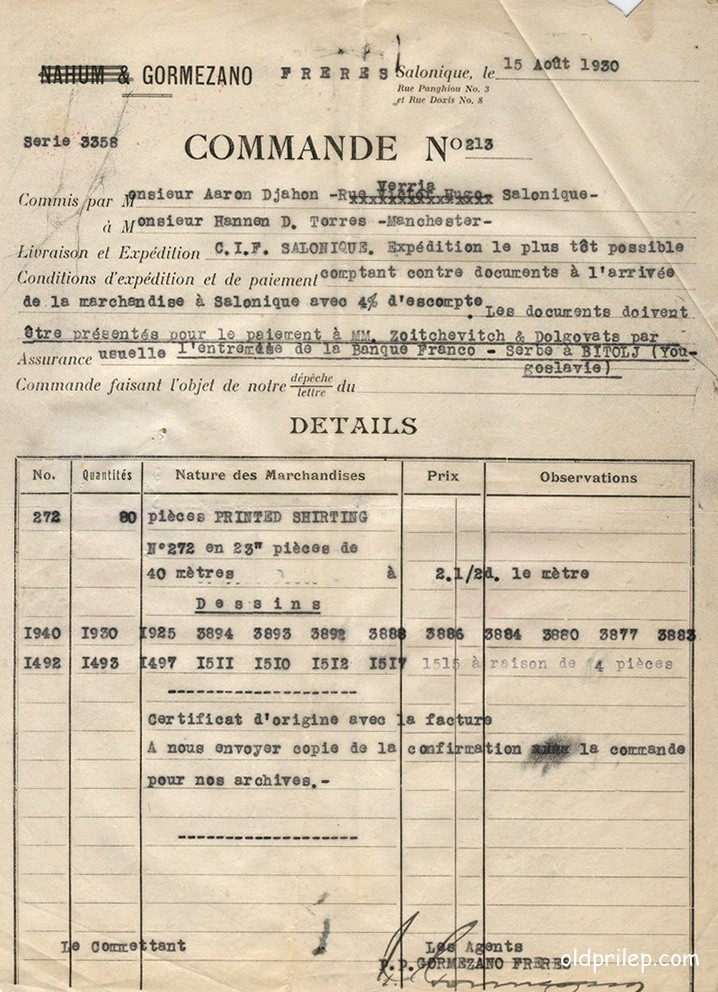 NAHUM & GORMEZANO FRERES Salonique, le 15 Août 1930
Rue Panghiou No. 3
et Rue Doxis No. 8
Serie 3358 COMMANDE No 213
Commis par Monsieur Aaron Djahon -Rue Victor Hugo- Verria Salonique-
à Monsieur Hannen D. Torres -Manchester-
Livraison et Expédition C.I.F. SALONIQUE. Expédition le plus tôt possible
Conditions d'expédition et de paiement comptant contre documents à l'arrivée
de la marchandise à Salonique avec 4% d'escompte. Les documents doivent
être présentés pour le paiement à MM. Zoitchevitch & Dolgovats par
Assurance usuelle l'entremise de la Banque Franco - Serbe à BITOLJ (You-
goslavie)
Commande faisant l'objet de notre dépêche/lettre du
DETAILS
No. Quantités Nature des Marchandises Prix Observations
272 80 pièces PRINTED SHIRTING
N°272 en 23" pièces de
40 mètres à 2.1/2d. le mètre
Dessins
1940 1930 1925 3894 3893 3892 3888 3886 3884 3880 3877 3883
1492 1493 1497 1511 1510 1512 1517 1515 à raison de 4 pièces
Certificat d'origine avec la facture
A nous envoyer copie de la confirmation la commande
pour nos archives.-
Le Commettant Les Agents
P.P. GORMEZANO FRERES
oldprilep.com